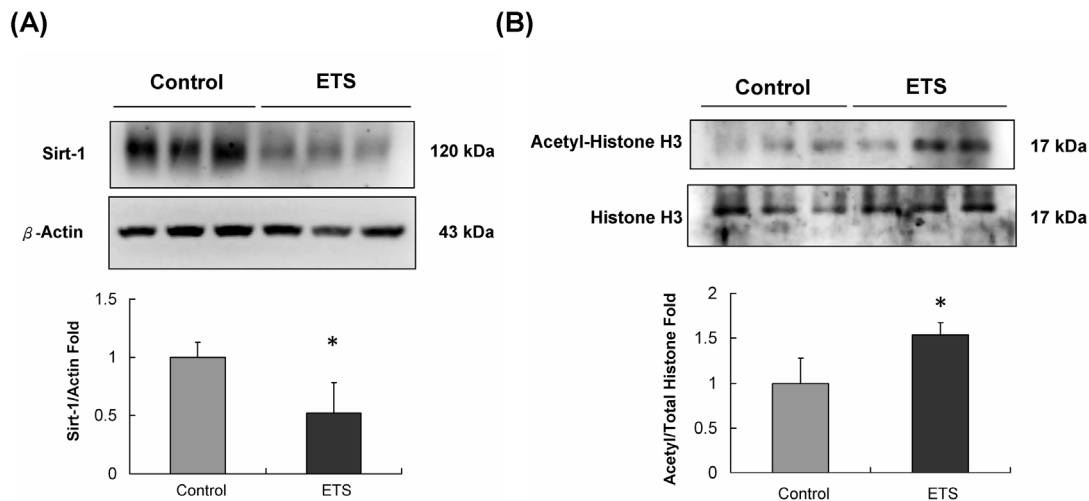 (A)
Control ETS
Sirt-1 120 kDa
β-Actin 43 kDa
Sirt-1/Actin Fold
1.5
1
0.5
0
*
Control ETS
(B)
Control ETS
Acetyl-Histone H3 17 kDa
Histone H3 17 kDa
Acetyl/Total Histone Fold
2
1.5
1
0.5
0
*
Control ETS